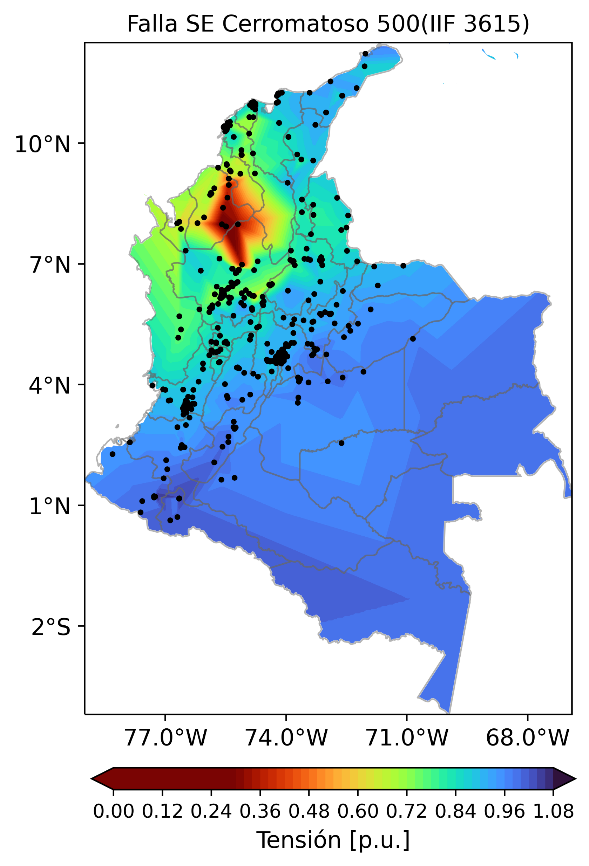 Falla SE Cerromatoso 500(IIF 3615)
10°N
7°N
4°N
1°N
2°S
77.0°W 74.0°W 71.0°W 68.0°W
0.00 0.12 0.24 0.36 0.48 0.60 0.72 0.84 0.96 1.08
Tensión [p.u.]